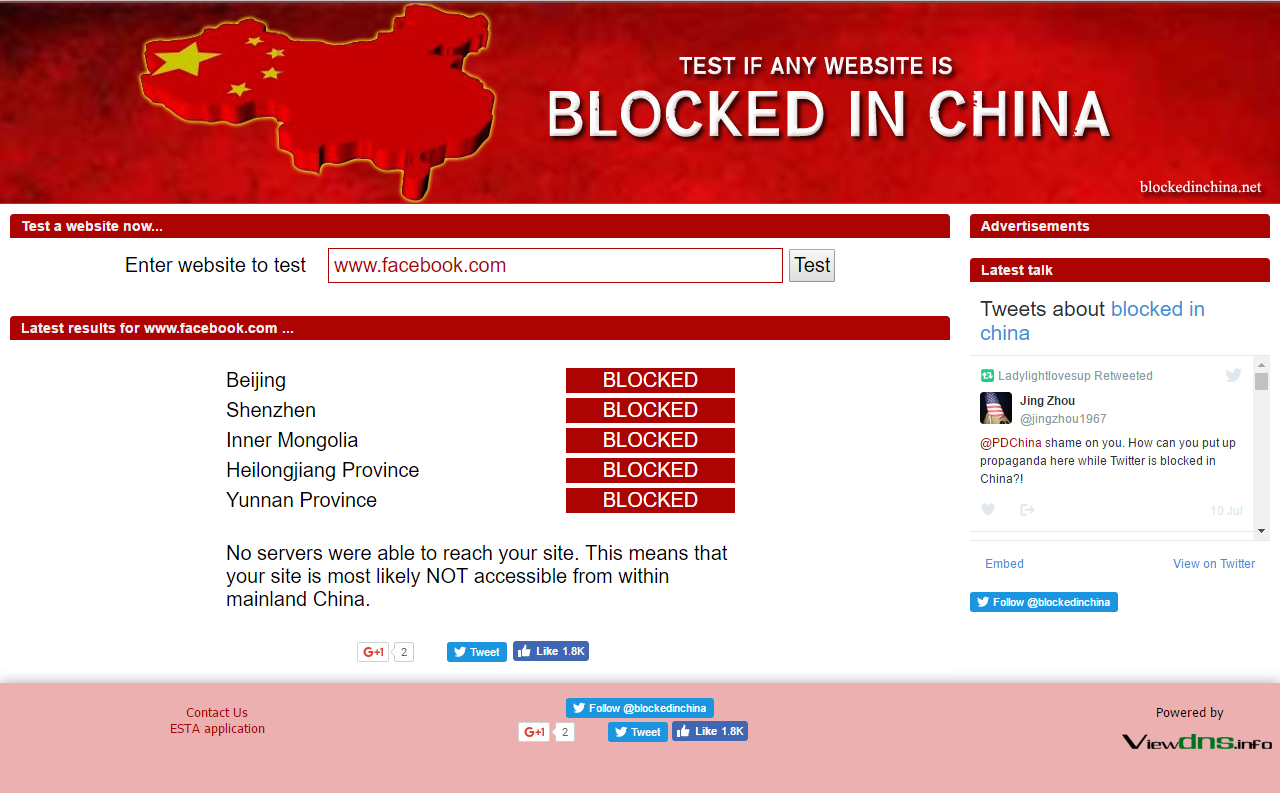 TEST IF ANY WEBSITE IS
BLOCKED IN CHINA
blockedinchina.net
Test a website now...
Enter website to test
www.facebook.com
Test
Latest results for www.facebook.com ...
Beijing BLOCKED
Shenzhen BLOCKED
Inner Mongolia BLOCKED
Heilongjiang Province BLOCKED
Yunnan Province BLOCKED
No servers were able to reach your site. This means that
your site is most likely NOT accessible from within
mainland China.
G+1 2 Tweet Like 1.8K
Advertisements
Latest talk
Tweets about blocked in
china
Ladylightlovesup Retweeted
Jing Zhou
@jingzhou1967
@PDChina shame on you. How can you put up
propaganda here while Twitter is blocked in
China?!
10 Jul
Embed View on Twitter
Follow @blockedinchina
Contact Us
ESTA application
Follow @blockedinchina
G+1 2 Tweet Like 1.8K
Powered by
Viewdns.info